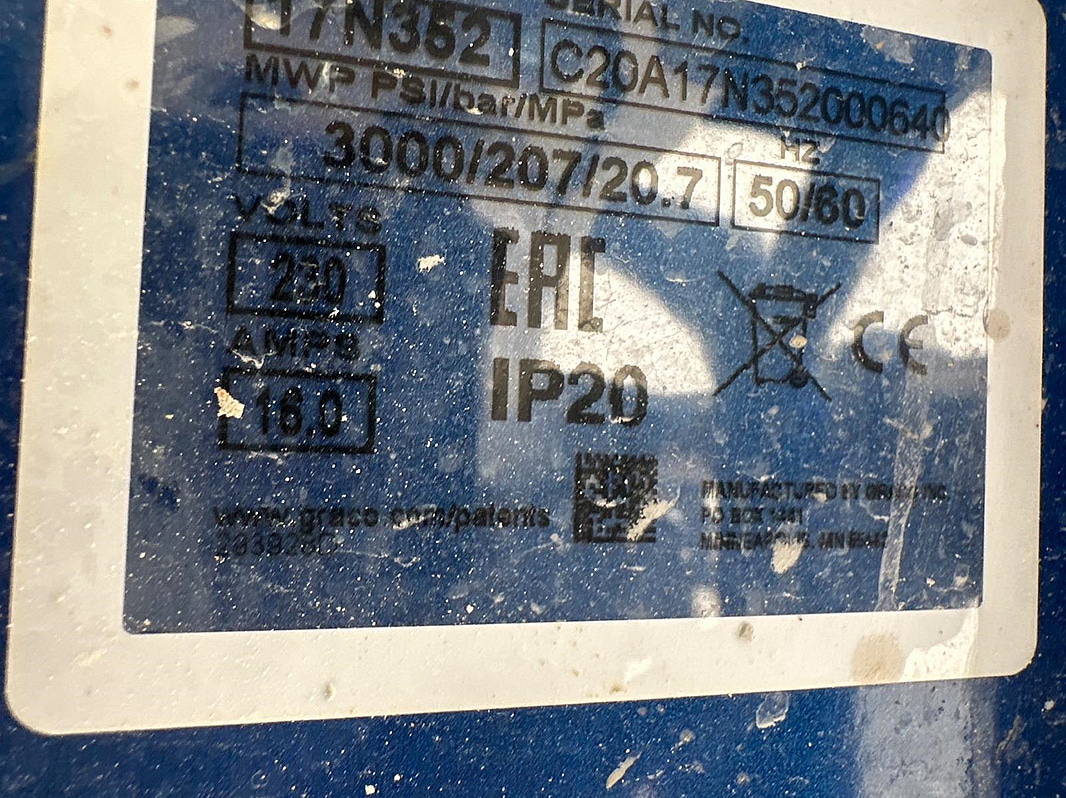 17N352
SERIAL NO.
C20A17N352000640
MWP PSI/bar/MPa
3000/207/20.7
HZ
50/60
VOLTS
230
EAC
AMPS
16.0
IP20
CE
www.graco.com/patents
MANUFACTURED BY GRACO INC.
PO BOX 1441
MINNEAPOLIS, MN